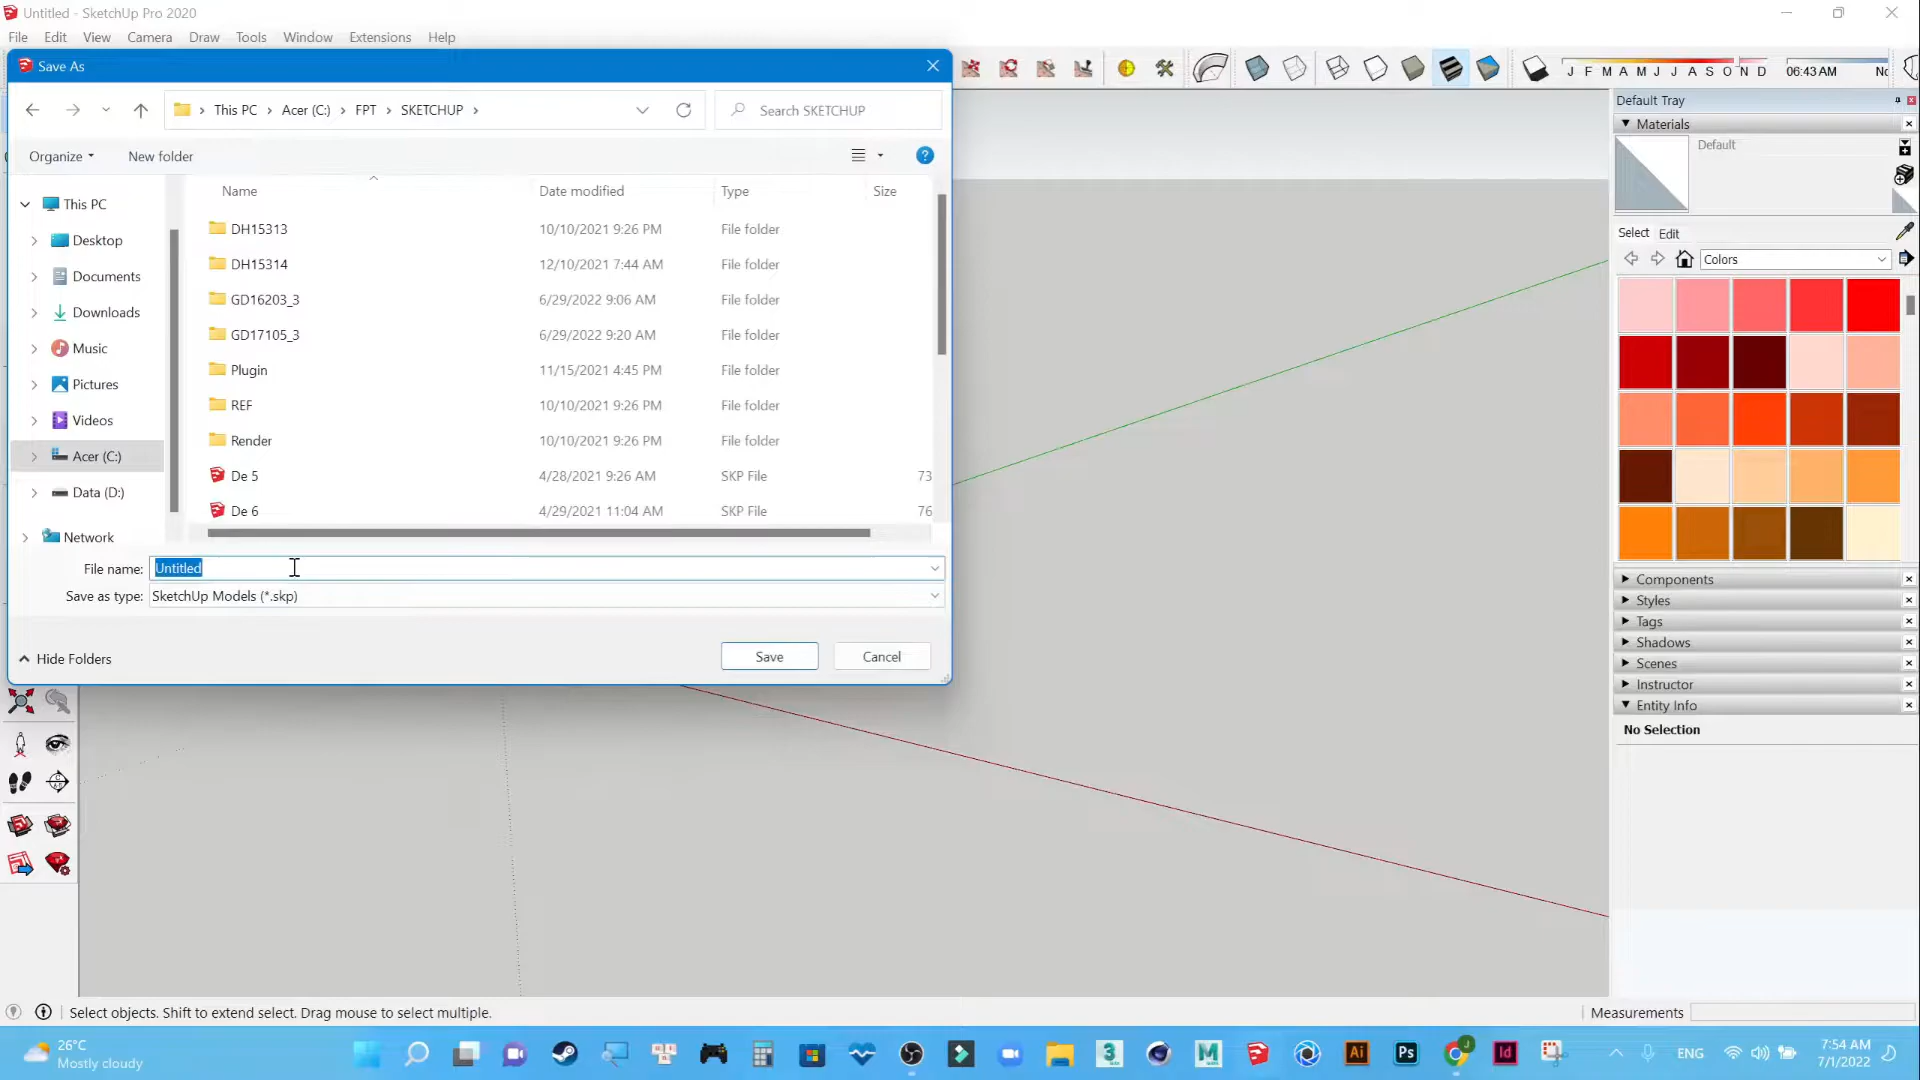 Untitled - SketchUp Pro 2020
File Edit View Camera Draw Tools Window Extensions Help
Save As
This PC Acer (C:) FPT SKETCHUP
Search SKETCHUP
Organize New folder
Name Date modified Type Size
This PC
Desktop
Documents
Downloads
Music
Pictures
Videos
Acer (C:)
Data (D:)
Network
DH15313 10/10/2021 9:26 PM File folder
DH15314 12/10/2021 7:44 AM File folder
GD16203_3 6/29/2022 9:06 AM File folder
GD17105_3 6/29/2022 9:20 AM File folder
Plugin 11/15/2021 4:45 PM File folder
REF 10/10/2021 9:26 PM File folder
Render 10/10/2021 9:26 PM File folder
De 5 4/28/2021 9:26 AM SKP File 73
De 6 4/29/2021 11:04 AM SKP File 76
File name: Untitled
Save as type: SketchUp Models (*.skp)
Hide Folders
Save Cancel
J F M A M J J A S O N D 06:43 AM
Default Tray
Materials
Default
Select Edit
Colors
Components
Styles
Tags
Shadows
Scenes
Instructor
Entity Info
No Selection
Select objects. Shift to extend select. Drag mouse to select multiple.
Measurements
26°C
Mostly cloudy
3
M
Ai
Ps
J
Id
ENG
7:54 AM
7/1/2022